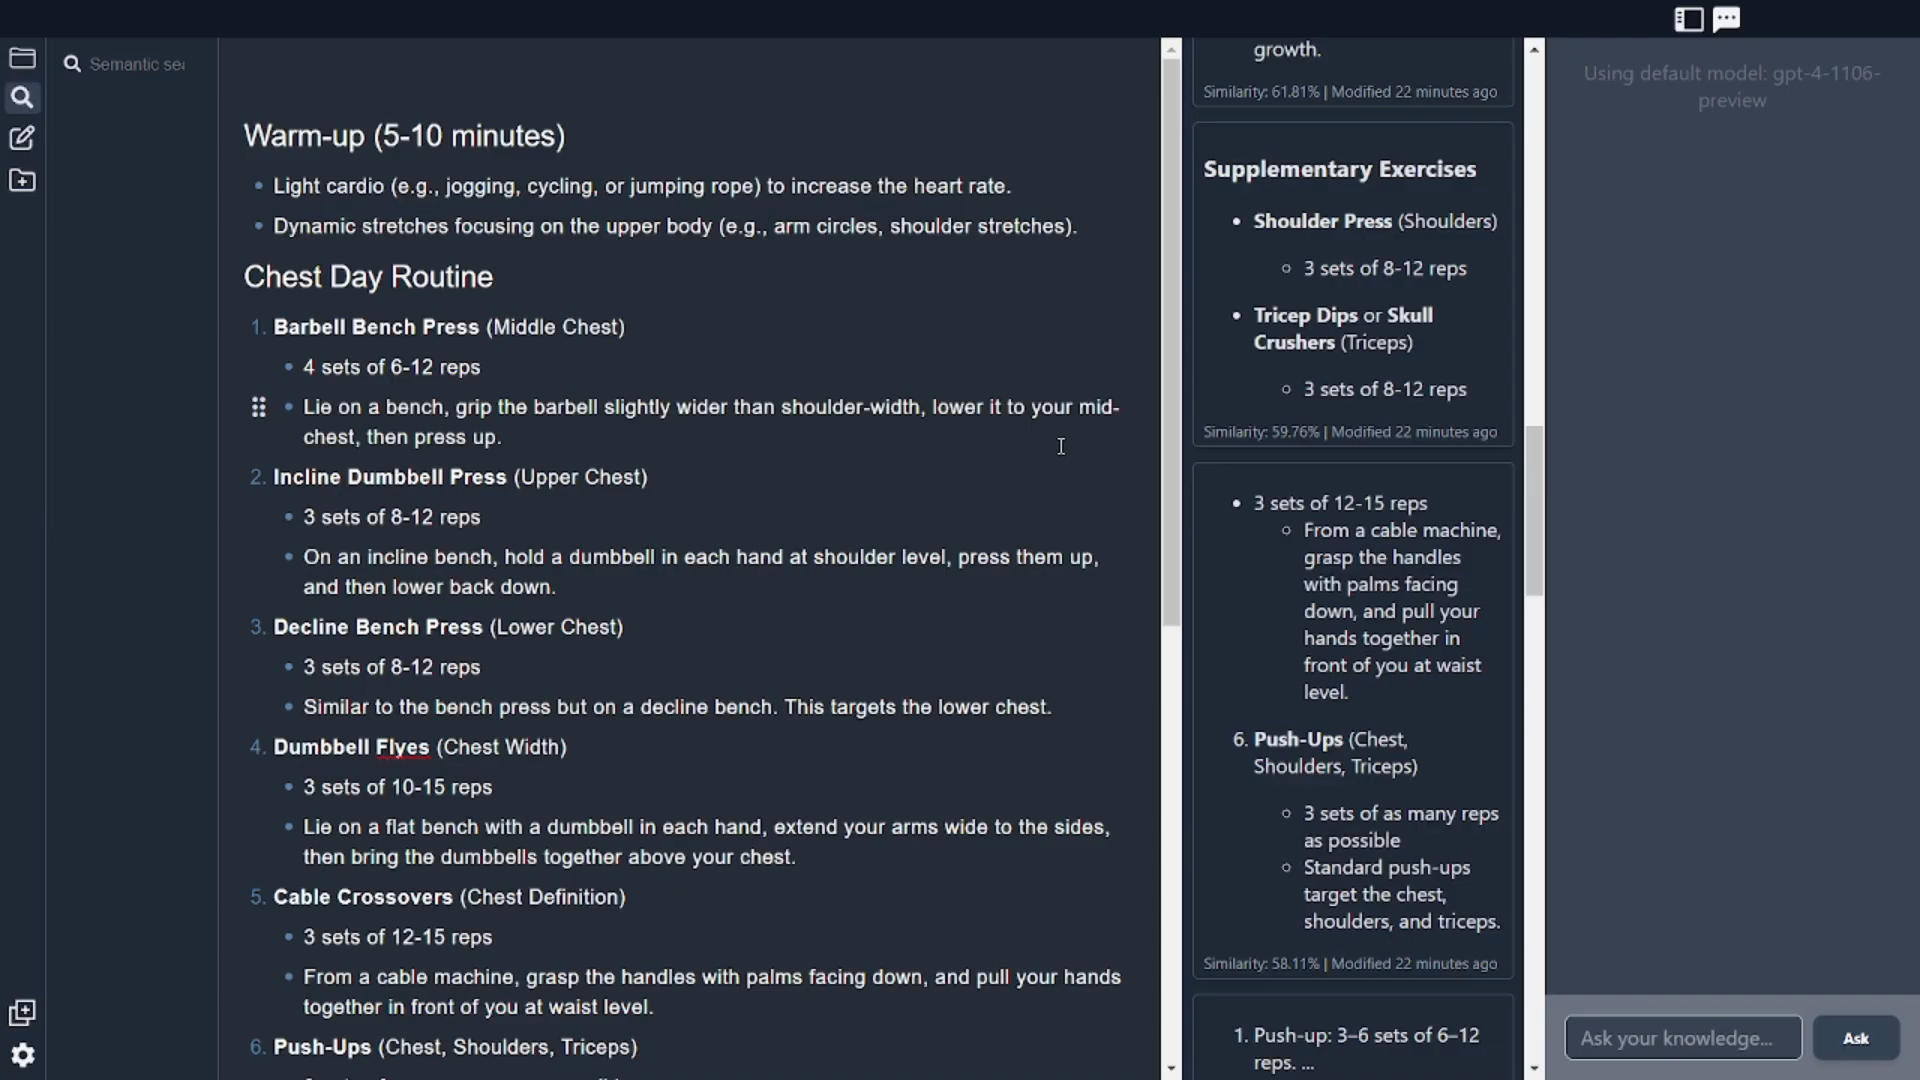 Semantic sea
Warm-up (5-10 minutes)
• Light cardio (e.g., jogging, cycling, or jumping rope) to increase the heart rate.
• Dynamic stretches focusing on the upper body (e.g., arm circles, shoulder stretches).
Chest Day Routine
1. Barbell Bench Press (Middle Chest)
• 4 sets of 6-12 reps
• Lie on a bench, grip the barbell slightly wider than shoulder-width, lower it to your mid-
chest, then press up.
2. Incline Dumbbell Press (Upper Chest)
• 3 sets of 8-12 reps
• On an incline bench, hold a dumbbell in each hand at shoulder level, press them up,
and then lower back down.
3. Decline Bench Press (Lower Chest)
• 3 sets of 8-12 reps
• Similar to the bench press but on a decline bench. This targets the lower chest.
4. Dumbbell Flyes (Chest Width)
• 3 sets of 10-15 reps
• Lie on a flat bench with a dumbbell in each hand, extend your arms wide to the sides,
then bring the dumbbells together above your chest.
5. Cable Crossovers (Chest Definition)
• 3 sets of 12-15 reps
• From a cable machine, grasp the handles with palms facing down, and pull your hands
together in front of you at waist level.
6. Push-Ups (Chest, Shoulders, Triceps)
growth.
Similarity: 61.81% | Modified 22 minutes ago
Supplementary Exercises
• Shoulder Press (Shoulders)
○ 3 sets of 8-12 reps
• Tricep Dips or Skull
Crushers (Triceps)
○ 3 sets of 8-12 reps
Similarity: 59.76% | Modified 22 minutes ago
• 3 sets of 12-15 reps
○ From a cable machine,
grasp the handles
with palms facing
down, and pull your
hands together in
front of you at waist
level.
6. Push-Ups (Chest,
Shoulders, Triceps)
○ 3 sets of as many reps
as possible
○ Standard push-ups
target the chest,
shoulders, and triceps.
Similarity: 58.11% | Modified 22 minutes ago
1. Push-up: 3–6 sets of 6–12
reps. ...
Using default model: gpt-4-1106-
preview
Ask your knowledge...
Ask